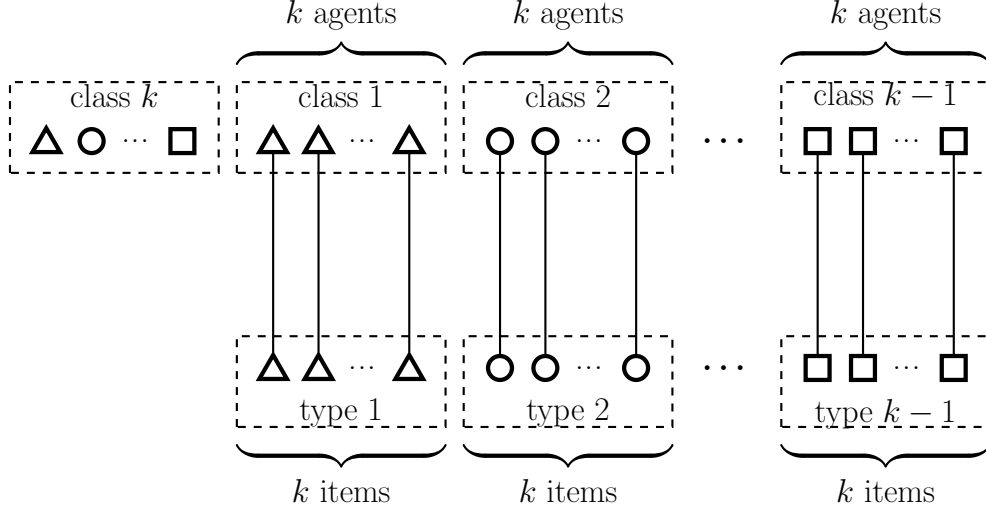 k agents k agents k agents
class k class 1 class 2 class k − 1
··· ··· ··· ··· ···
··· ··· ··· ···
type 1 type 2 type k − 1
k items k items k items